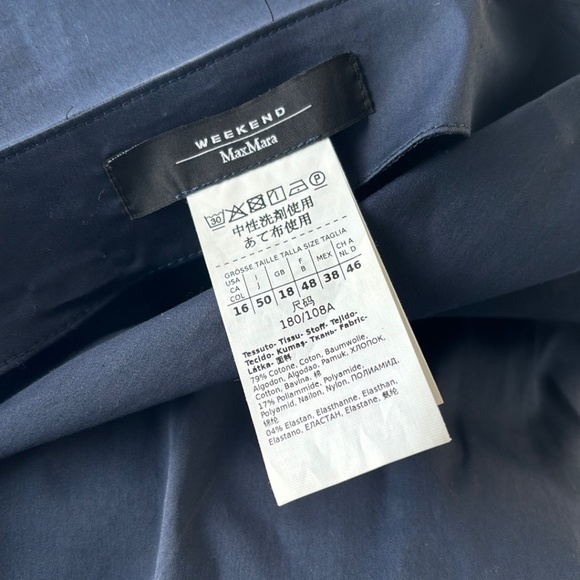 WEEKEND
MaxMara
30 P
中性洗剤使用
あて布使用
GROSSE TAILLE TALLA SIZE TAGLIA
USA CA COL I J GB F B MEX CH A NL D
16 50 18 48 38 46
尺码
180/108A
Tessuto- Tissu- Stoff- Tejido-
Tecido- Kumaş- Ткань- Fabric-
Látka- 面料
79% Cotone, Coton, Baumwolle,
Algodon, Algodao, Pamuk, ХЛОПОК,
Cotton, Bavlna, 棉
17% Poliammide, Polyamide,
Polyamid, Nailon, Nylon, ПОЛИАМИД,
锦纶
04% Elastan, Elasthanne, Elasthan,
Elastano, ЕЛАСТАН, Elastane, 氨纶